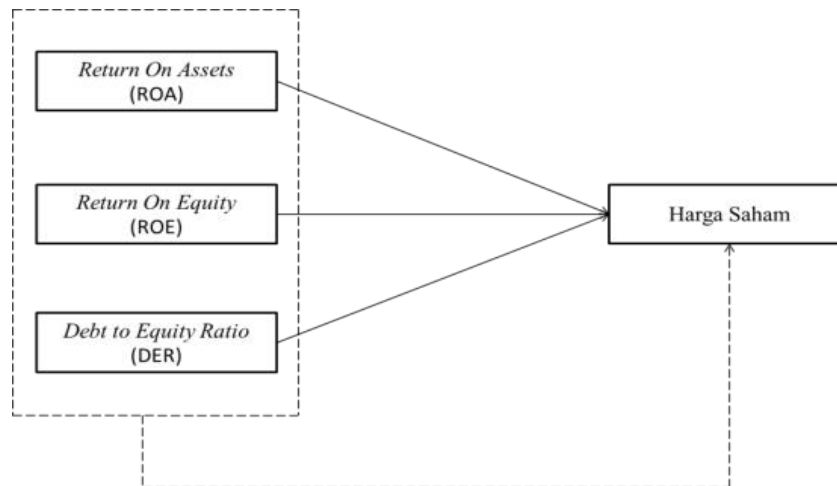 Return On Assets
(ROA)
Return On Equity
(ROE)
Harga Saham
Debt to Equity Ratio
(DER)